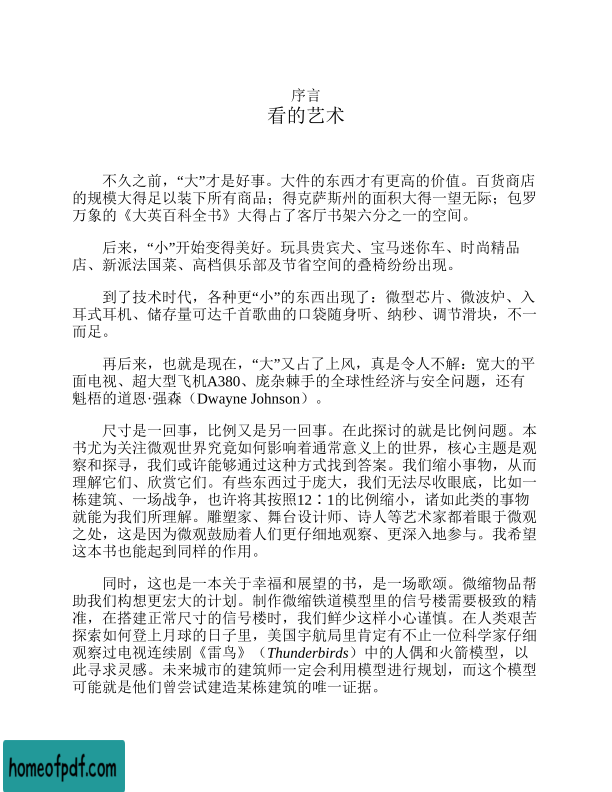 序言
看的艺术
不久之前，“大”才是好事。大件的东西才有更高的价值。百货商店
的规模大得足以装下所有商品；得克萨斯州的面积大得一望无际；包罗
万象的《大英百科全书》大得占了客厅书架六分之一的空间。
后来，“小”开始变得美好。玩具贵宾犬、宝马迷你车、时尚精品
店、新派法国菜、高档俱乐部及节省空间的叠椅纷纷出现。
到了技术时代，各种更“小”的东西出现了：微型芯片、微波炉、入
耳式耳机、储存量可达千首歌曲的口袋随身听、纳秒、调节滑块，不一
而足。
再后来，也就是现在，“大”又占了上风，真是令人不解：宽大的平
面电视、超大型飞机A380、庞杂棘手的全球性经济与安全问题，还有
魁梧的道恩·强森（Dwayne Johnson）。
尺寸是一回事，比例又是另一回事。在此探讨的就是比例问题。本
书尤为关注微观世界究竟如何影响着通常意义上的世界，核心主题是观
察和探寻，我们或许能够通过这种方式找到答案。我们缩小事物，从而
理解它们、欣赏它们。有些东西过于庞大，我们无法尽收眼底，比如一
栋建筑、一场战争，也许将其按照12∶1的比例缩小，诸如此类的事物
就能为我们所理解。雕塑家、舞台设计师、诗人等艺术家都着眼于微观
之处，这是因为微观鼓励着人们更仔细地观察、更深入地参与。我希望
这本书也能起到同样的作用。
同时，这也是一本关于幸福和展望的书，是一场歌颂。微缩物品帮
助我们构想更宏大的计划。制作微缩铁道模型里的信号楼需要极致的精
准，在搭建正常尺寸的信号楼时，我们鲜少这样小心谨慎。在人类艰苦
探索如何登上月球的日子里，美国宇航局里肯定有不止一位科学家仔细
观察过电视连续剧《雷鸟》（Thunderbirds）中的人偶和火箭模型，以
此寻求灵感。未来城市的建筑师一定会利用模型进行规划，而这个模型
可能就是他们曾尝试建造某栋建筑的唯一证据。
homeofpdf.com